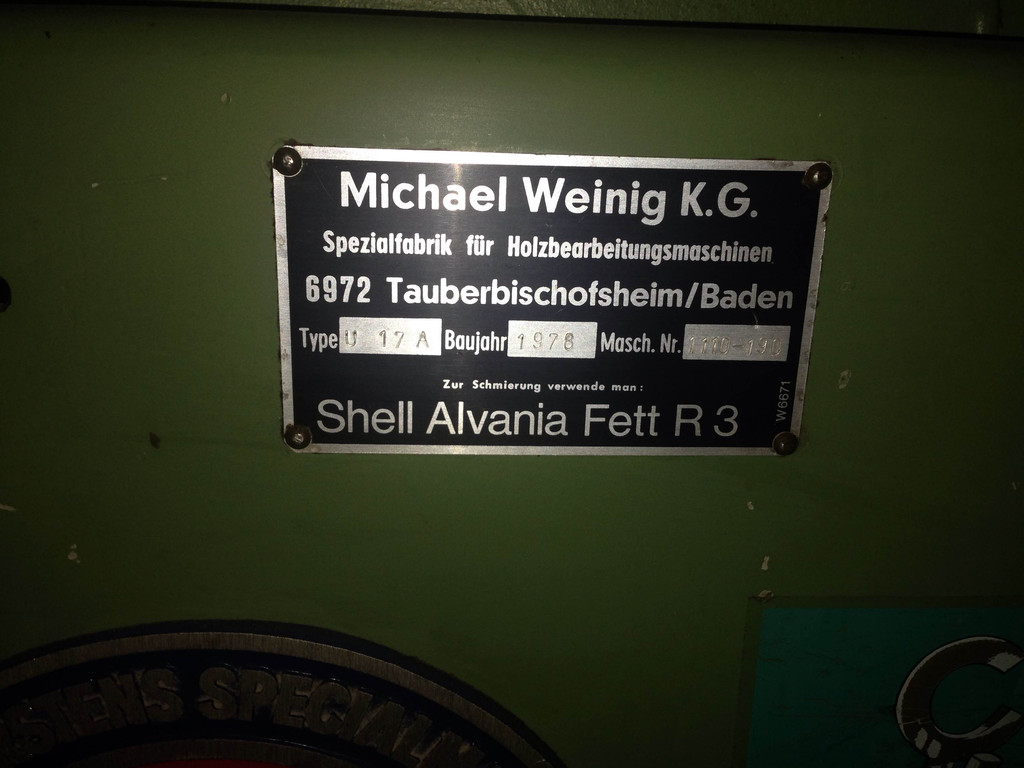 Michael Weinig K.G.
Spezialfabrik für Holzbearbeitungsmaschinen
6972 Tauberbischofsheim/Baden
Type U 17 A Baujahr 1978 Masch. Nr.
Zur Schmierung verwende man:
Shell Alvania Fett R 3
W6671